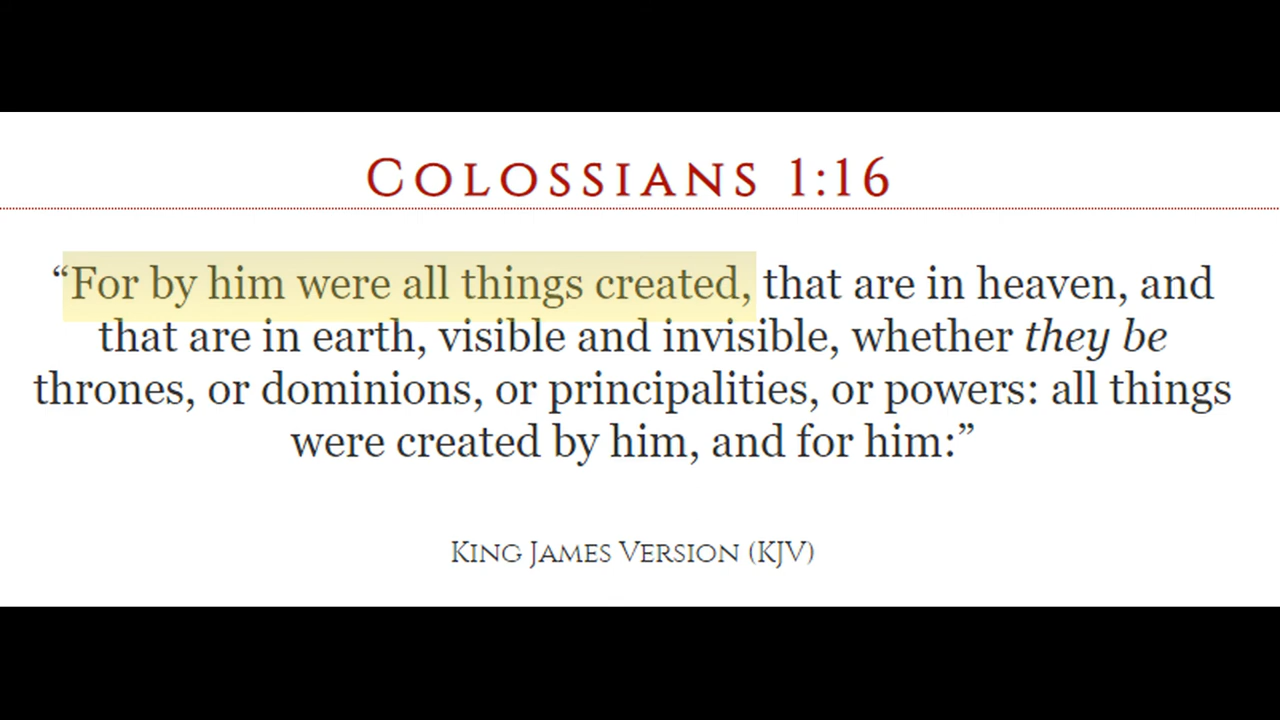 COLOSSIANS 1:16
“For by him were all things created, that are in heaven, and
that are in earth, visible and invisible, whether they be
thrones, or dominions, or principalities, or powers: all things
were created by him, and for him:”
KING JAMES VERSION (KJV)